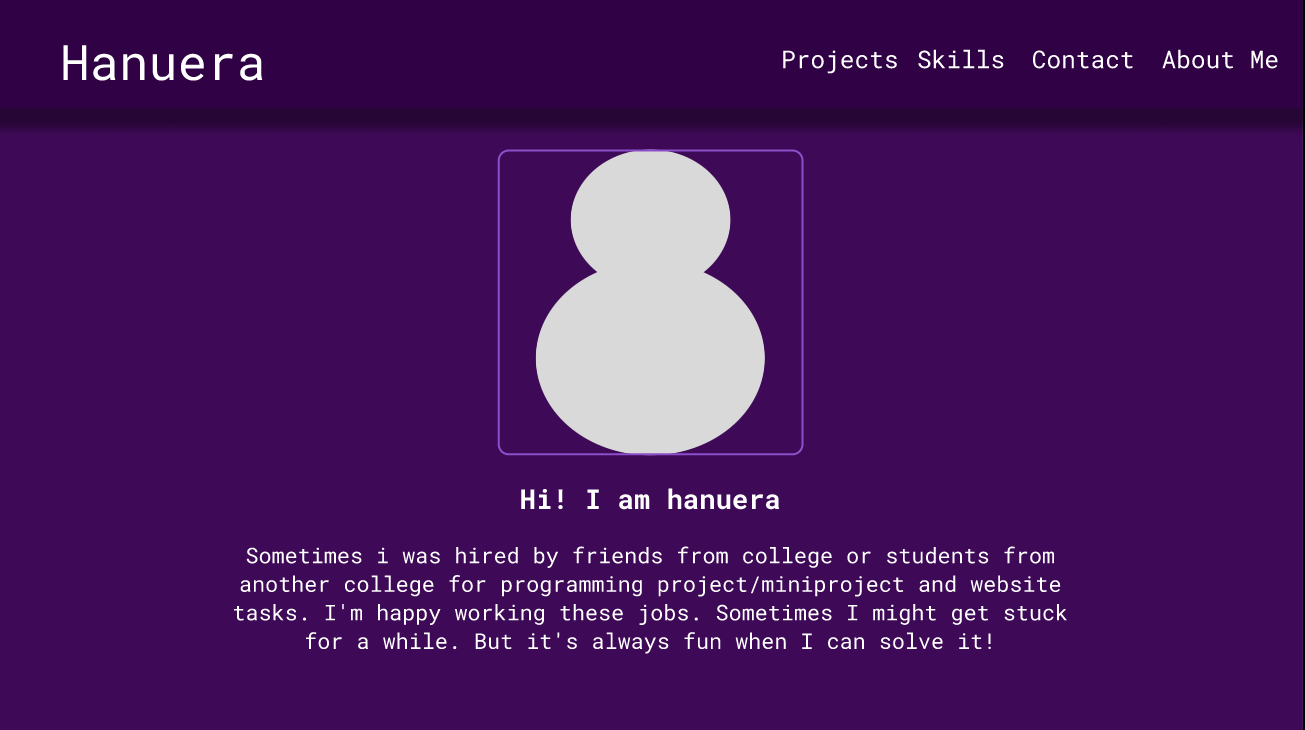 Hanuera
Projects Skills Contact About Me
Hi! I am hanuera
Sometimes i was hired by friends from college or students from
another college for programming project/miniproject and website
tasks. I'm happy working these jobs. Sometimes I might get stuck
for a while. But it's always fun when I can solve it!